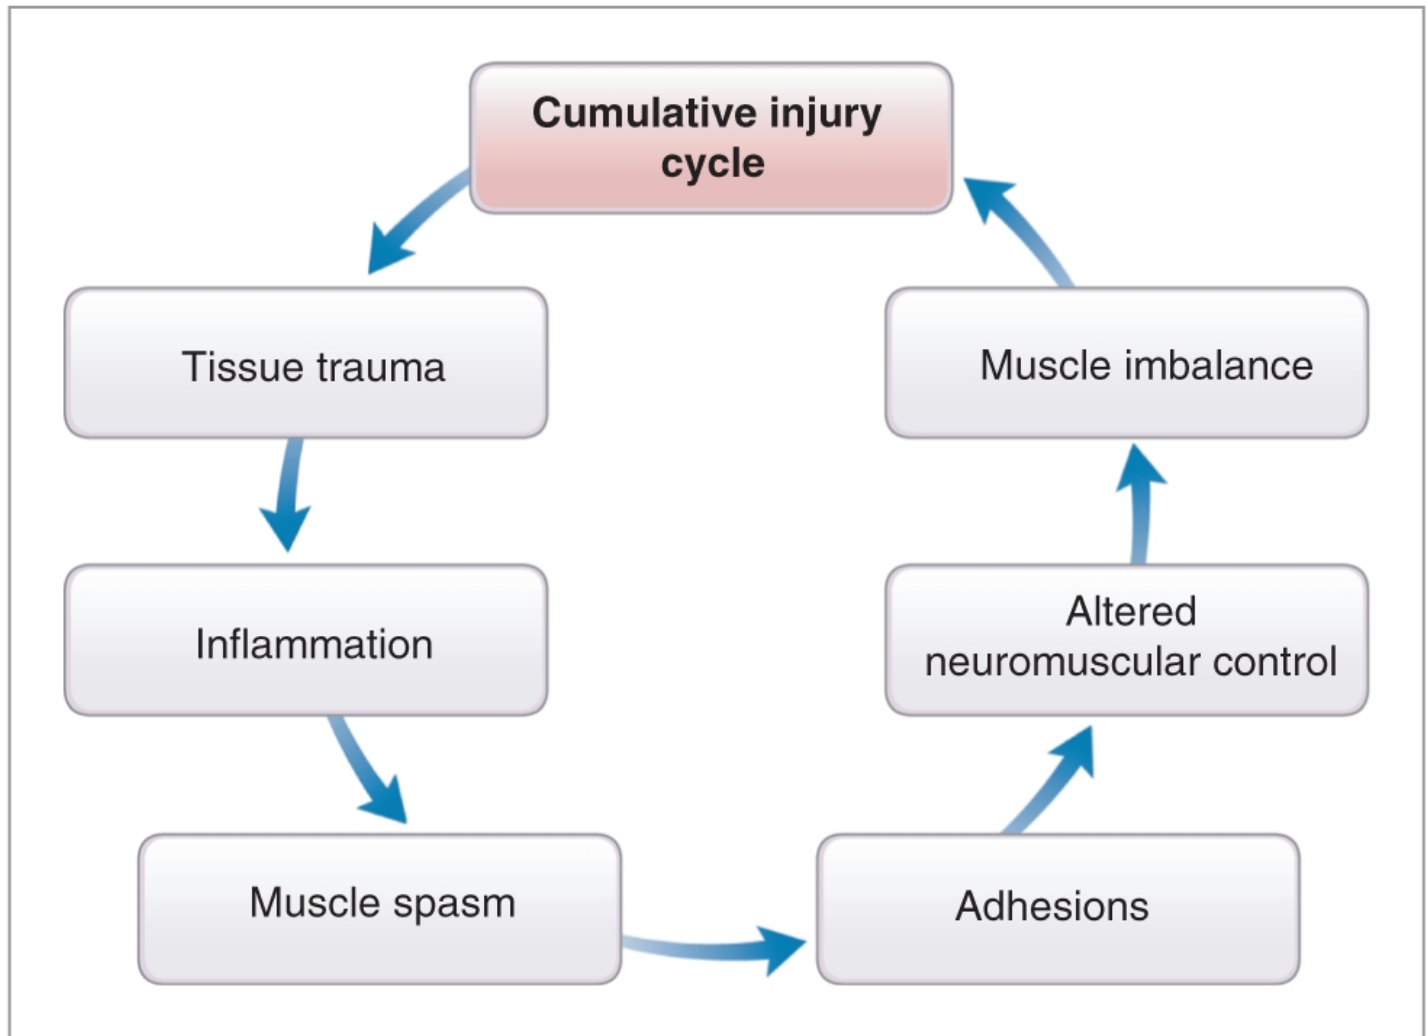 Cumulative injury
cycle
Tissue trauma
Inflammation
Muscle spasm
Adhesions
Altered
neuromuscular control
Muscle imbalance